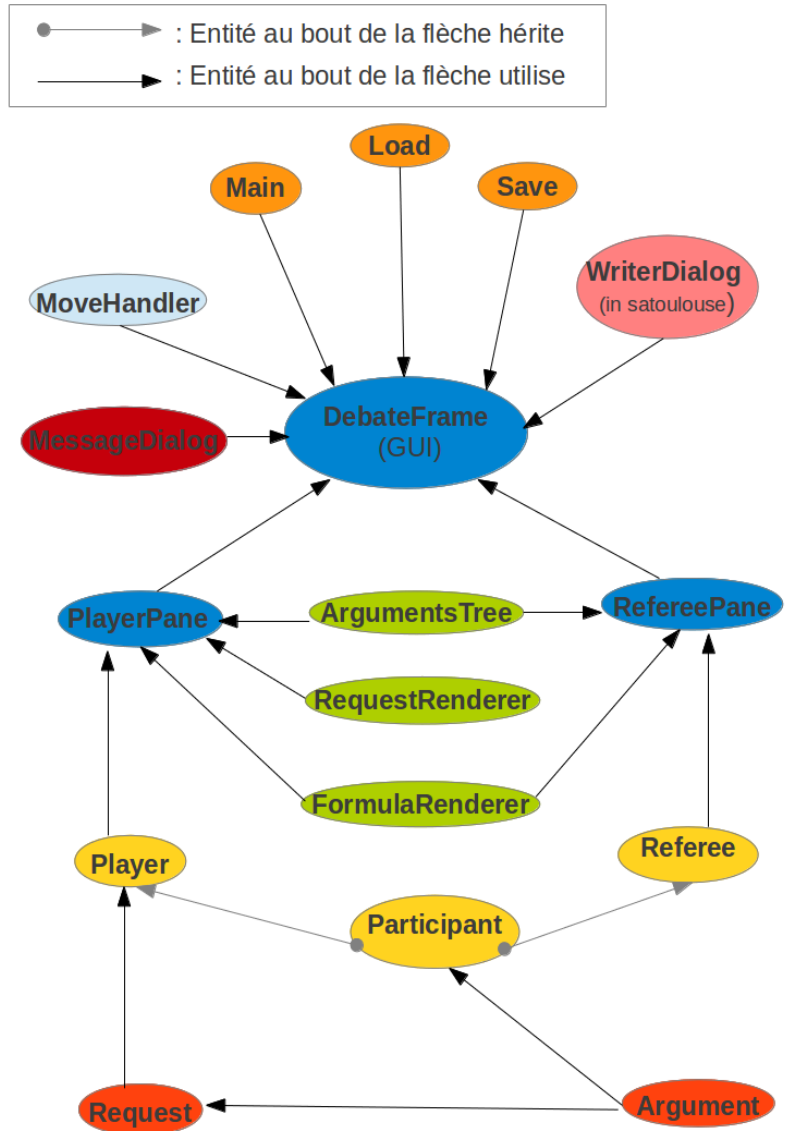 : Entité au bout de la flèche hérite
: Entité au bout de la flèche utilise
Load
Main
Save
WriterDialog
(in satoulouse)
MoveHandler
DebateFrame
(GUI)
MessageDialog
PlayerPane
ArgumentsTree
RefereePane
RequestRenderer
FormulaRenderer
Player
Referee
Participant
Request
Argument